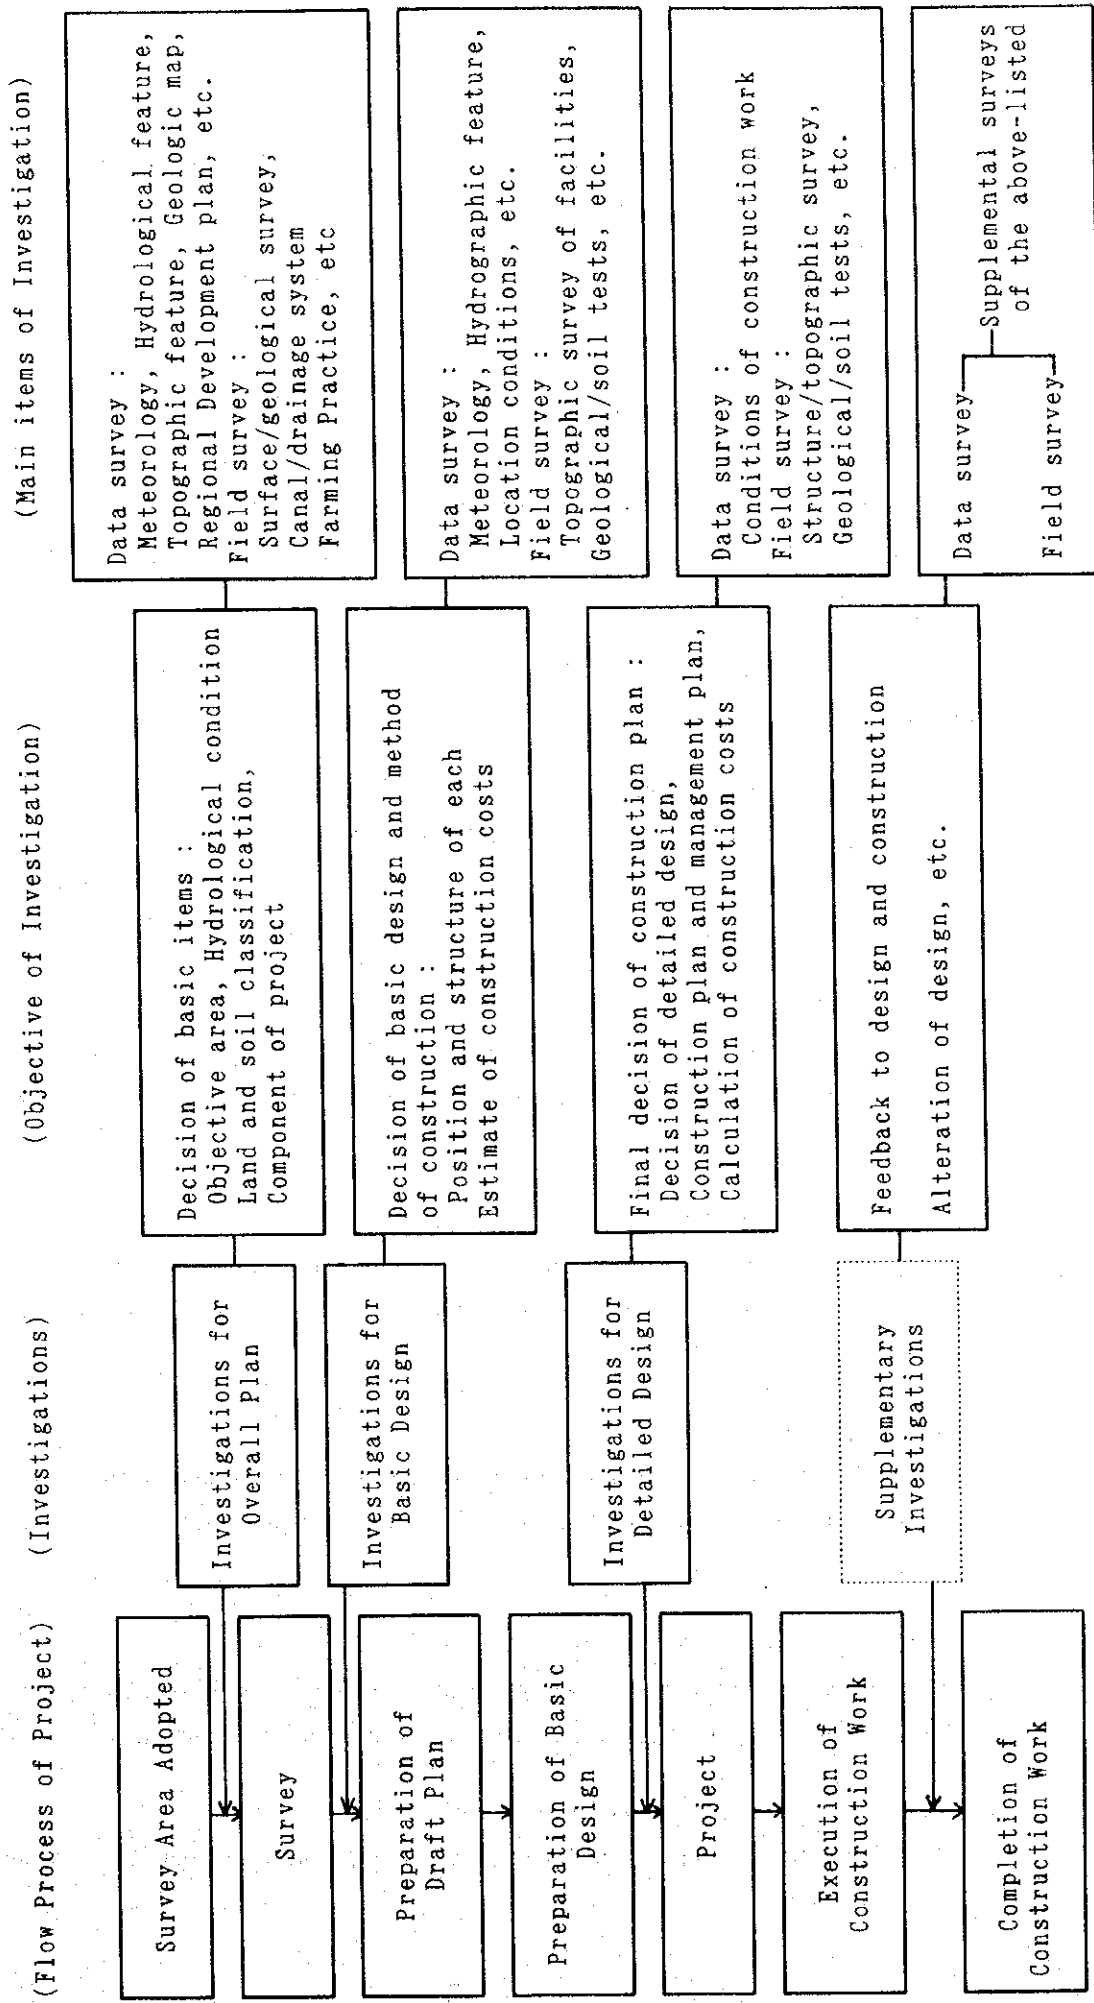 (Flow Process of Project)
(Investigations)
(Objective of Investigation)
(Main items of Investigation)
Survey Area Adopted
Survey
Preparation of
Draft Plan
Preparation of Basic
Design
Project
Execution of
Construction Work
Completion of
Construction Work
Investigations for
Overall Plan
Investigations for
Basic Design
Investigations for
Detailed Design
Supplementary
Investigations
Decision of basic items :
Objective area, Hydrological condition
Land and soil classification,
Component of project
Decision of basic design and method
of construction :
Position and structure of each
Estimate of construction costs
Final decision of construction plan :
Decision of detailed design,
Construction plan and management plan,
Calculation of construction costs
Feedback to design and construction
Alteration of design, etc.
Data survey :
Meteorology, Hydrological feature,
Topographic feature, Geologic map,
Regional Development plan, etc.
Field survey :
Surface/geological survey,
Canal/drainage system
Farming Practice, etc
Data survey :
Meteorology, Hydrographic feature,
Location conditions, etc.
Field survey :
Topographic survey of facilities,
Geological/soil tests, etc.
Data survey :
Conditions of construction work
Field survey :
Structure/topographic survey,
Geological/soil tests, etc.
Data survey
Supplemental surveys
of the above-listed
Field survey